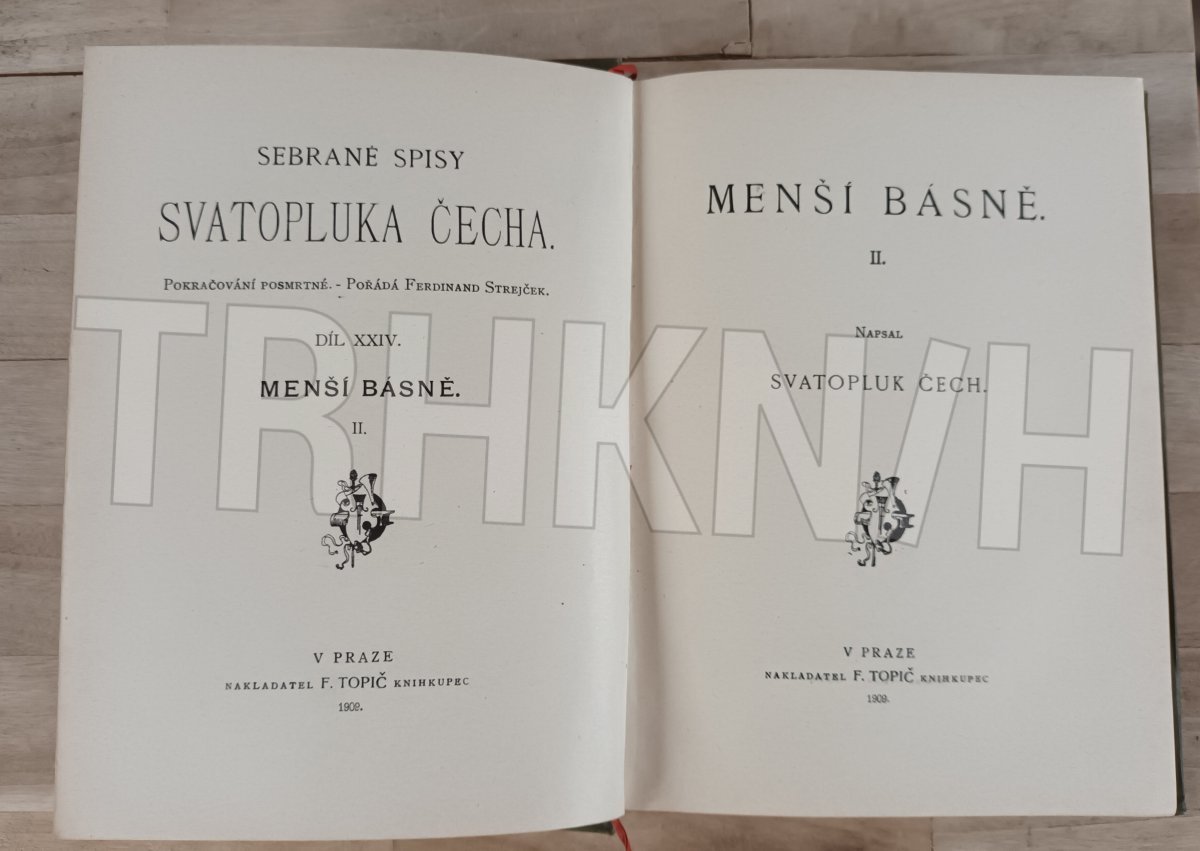 SEBRANÉ SPISY
SVATOPLUKA ČECHA.
POKRAČOVÁNÍ POSMRTNÉ. - POŘÁDÁ FERDINAND STREJČEK.
DÍL XXIV.
MENŠÍ BÁSNĚ.
II.
V PRAZE
NAKLADATEL F. TOPIČ KNIHKUPEC
1909.
MENŠÍ BÁSNĚ.
II.
NAPSAL
SVATOPLUK ČECH.
V PRAZE
NAKLADATEL F. TOPIČ KNIHKUPEC
1909.
TRHKNIH